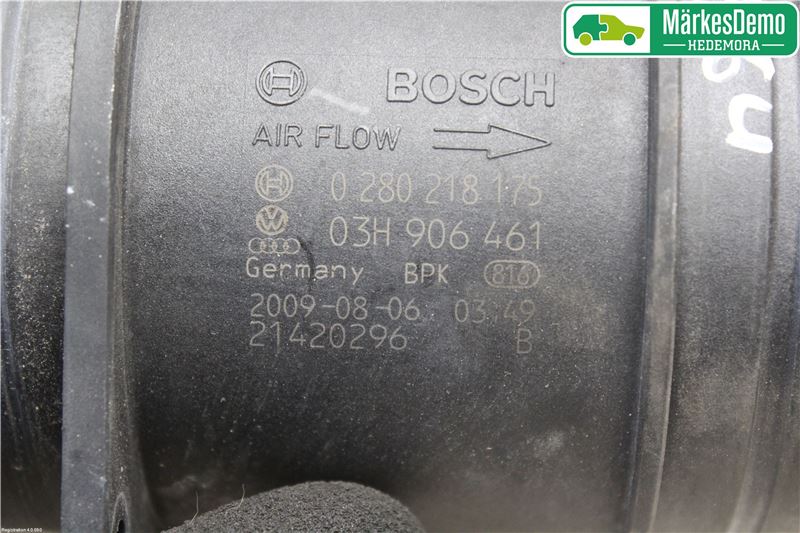 MärkesDemo
HEDEMORA
BOSCH
AIR FLOW
0 280 218 175
03H 906 461
Germany BPK 816
2009-08-06 03:49
21420296 B